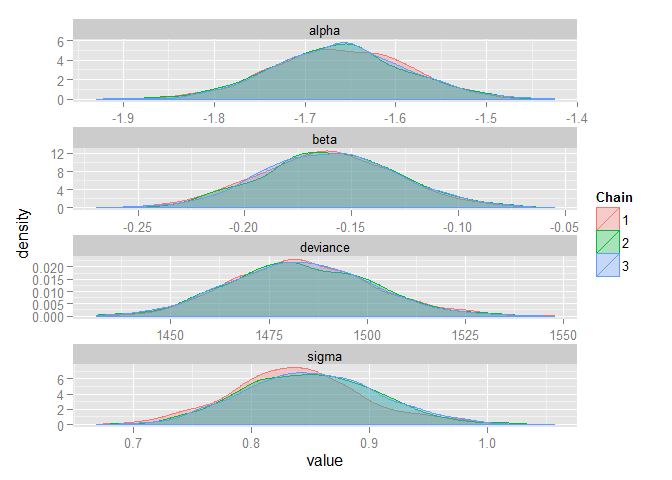 alpha
6
4
2
0
-1.9 -1.8 -1.7 -1.6 -1.5 -1.4
beta
12
8
4
0
-0.25 -0.20 -0.15 -0.10 -0.05
deviance
0.020
0.015
0.010
0.005
0.000
1450 1475 1500 1525 1550
sigma
6
4
2
0
0.7 0.8 0.9 1.0
value
density
Chain
1
2
3